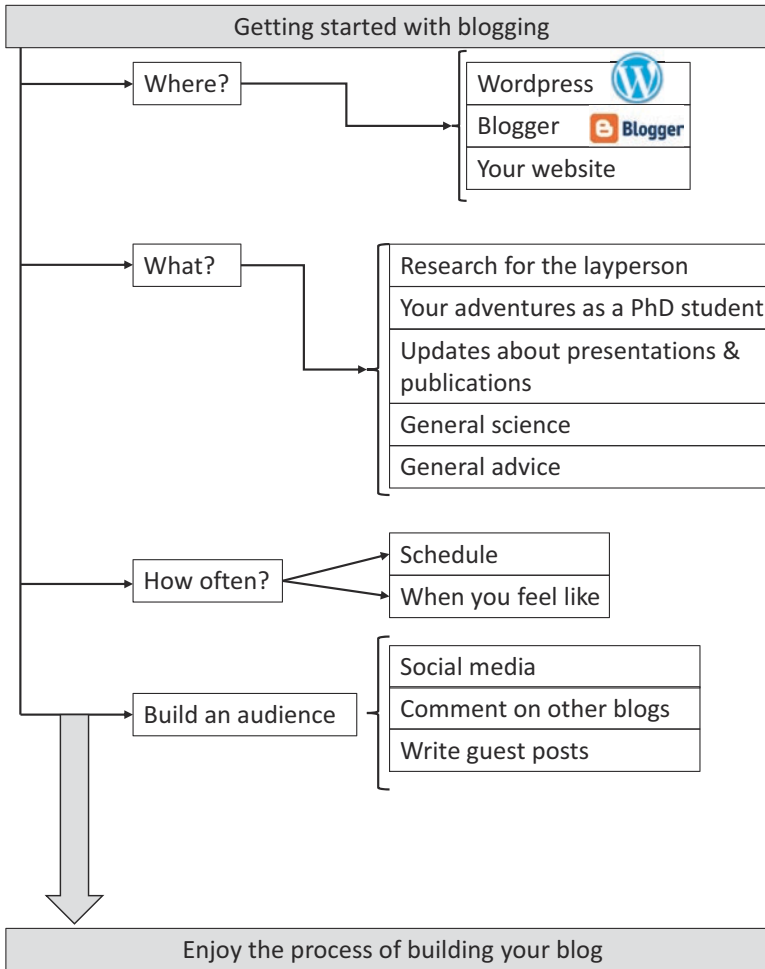 Getting started with blogging
Where?
Wordpress
Blogger
Blogger
Your website
What?
Research for the layperson
Your adventures as a PhD student
Updates about presentations &
publications
General science
General advice
How often?
Schedule
When you feel like
Build an audience
Social media
Comment on other blogs
Write guest posts
Enjoy the process of building your blog